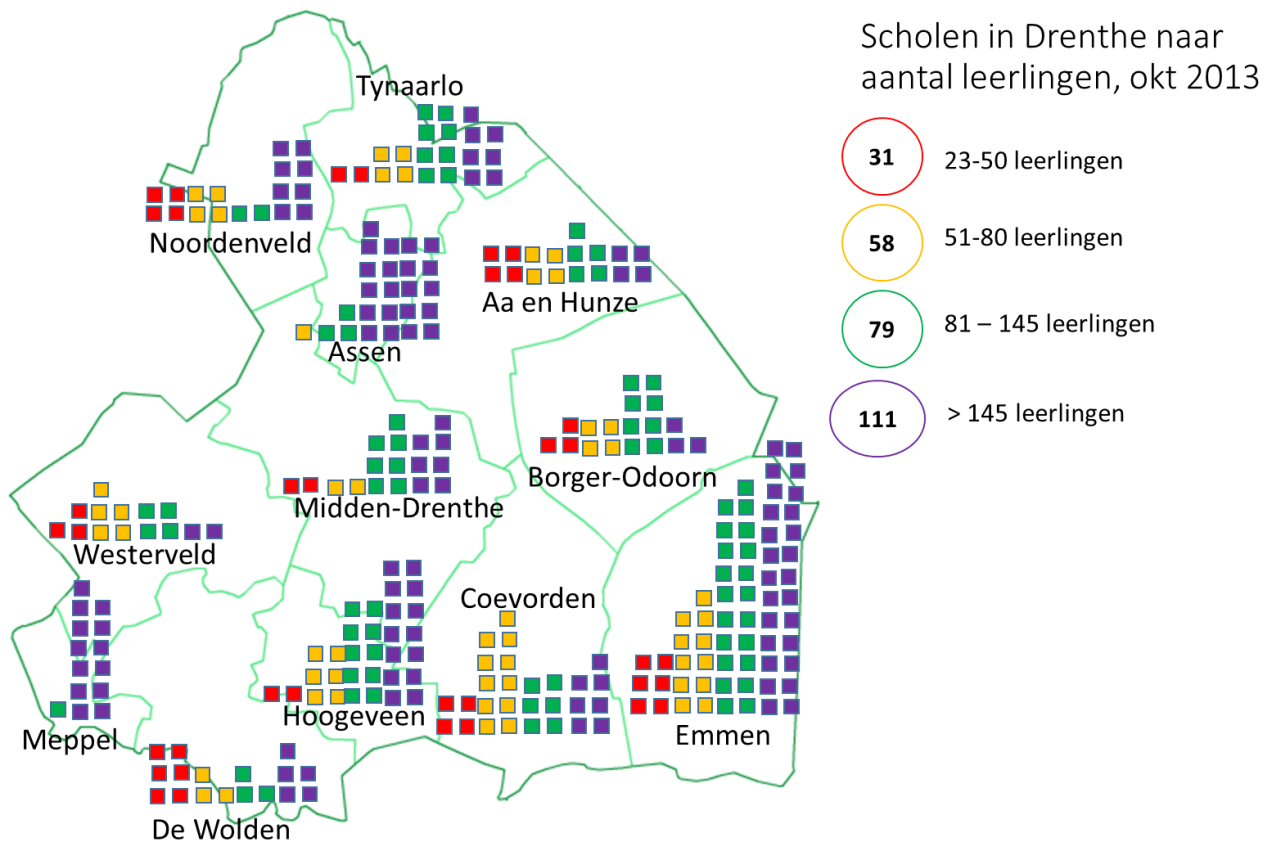 Scholen in Drenthe naar
aantal leerlingen, okt 2013
31 23-50 leerlingen
58 51-80 leerlingen
79 81 – 145 leerlingen
111 > 145 leerlingen
Tynaarlo
Noordenveld
Aa en Hunze
Assen
Borger-Odoorn
Midden-Drenthe
Westerveld
Coevorden
Hoogeveen
Emmen
Meppel
De Wolden